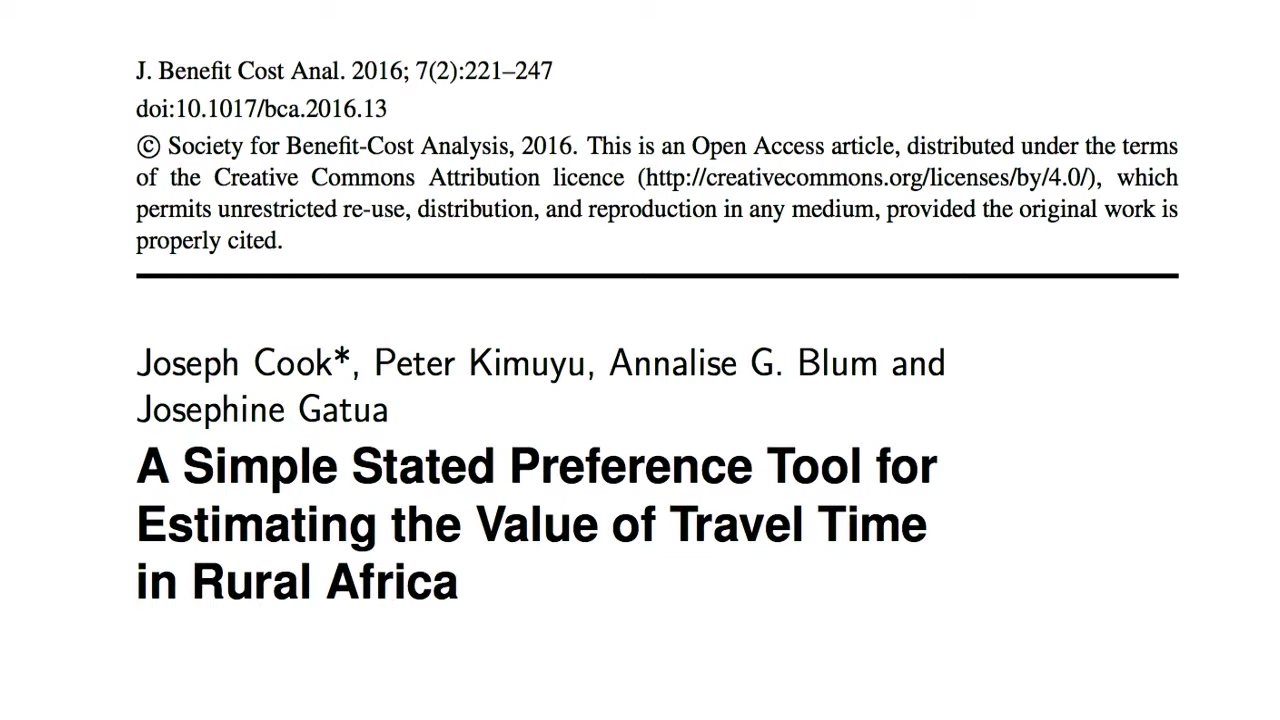 J. Benefit Cost Anal. 2016; 7(2):221–247
doi:10.1017/bca.2016.13
© Society for Benefit-Cost Analysis, 2016. This is an Open Access article, distributed under the terms
of the Creative Commons Attribution licence (http://creativecommons.org/licenses/by/4.0/), which
permits unrestricted re-use, distribution, and reproduction in any medium, provided the original work is
properly cited.
Joseph Cook*, Peter Kimuyu, Annalise G. Blum and
Josephine Gatua
A Simple Stated Preference Tool for
Estimating the Value of Travel Time
in Rural Africa